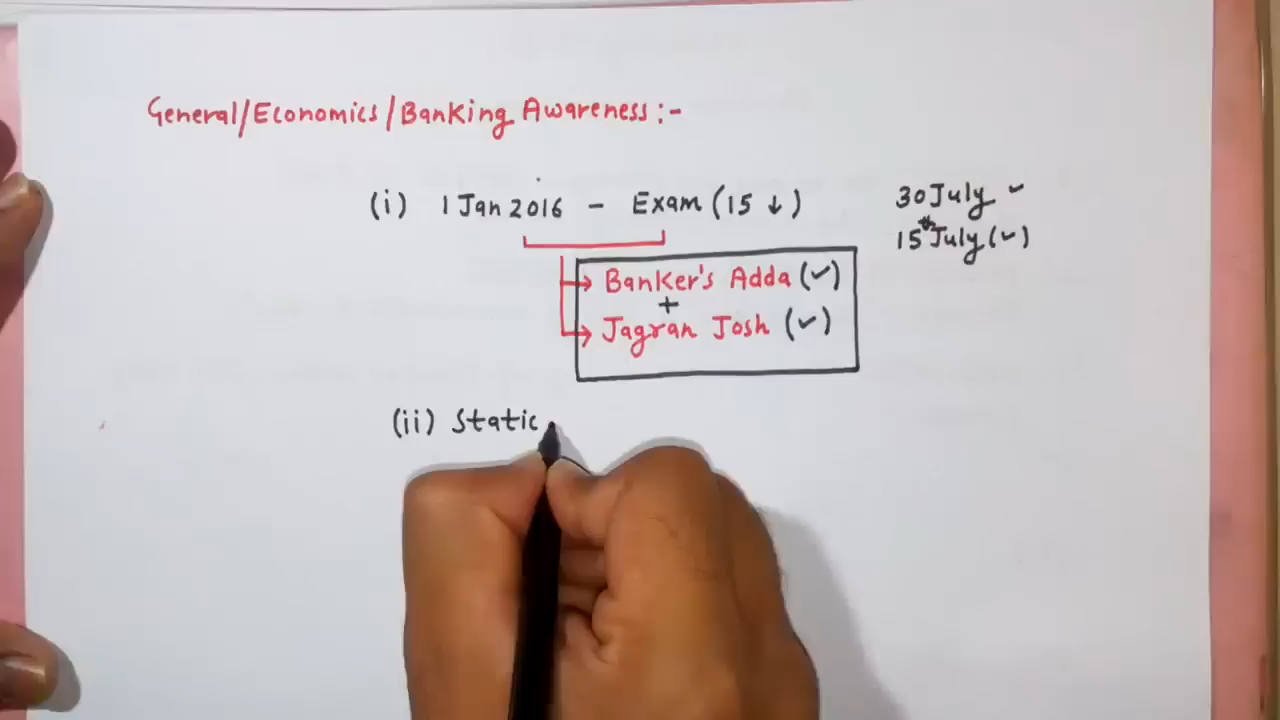 General/Economics/Banking Awareness:-
(i) 1 Jan 2016 - Exam (15 ↓)
30 July ✓
15th July (✓)
→ Banker's Adda (✓)
+
→ Jagran Josh (✓)
(ii) Static